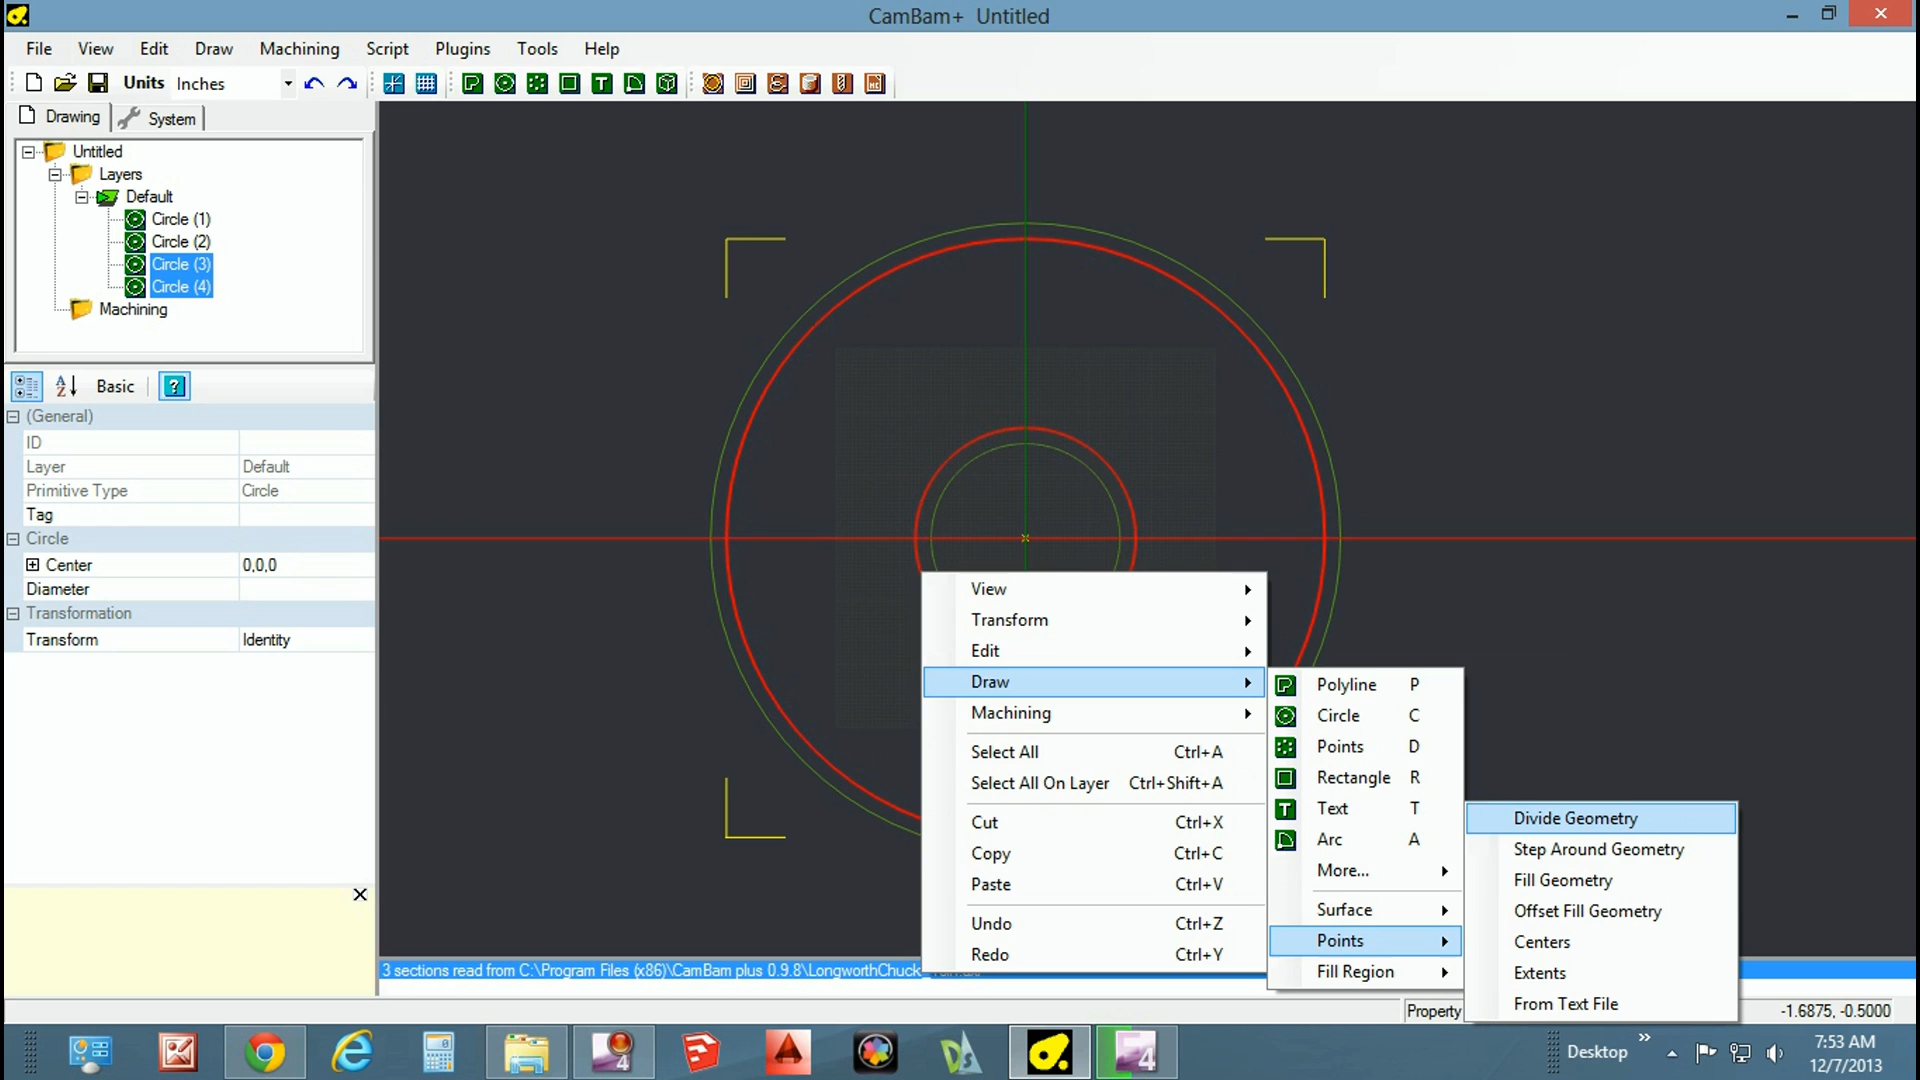 CamBam+ Untitled
File View Edit Draw Machining Script Plugins Tools Help
Units Inches
Drawing System
Untitled
Layers
Default
Circle (1)
Circle (2)
Circle (3)
Circle (4)
Machining
Basic
(General)
ID
Layer Default
Primitive Type Circle
Tag
Circle
Center 0,0,0
Diameter
Transformation
Transform Identity
View
Transform
Edit
Draw
Machining
Select All Ctrl+A
Select All On Layer Ctrl+Shift+A
Cut Ctrl+X
Copy Ctrl+C
Paste Ctrl+V
Undo Ctrl+Z
Redo Ctrl+Y
Polyline P
Circle C
Points D
Rectangle R
Text T
Arc A
More...
Surface
Points
Fill Region
Divide Geometry
Step Around Geometry
Fill Geometry
Offset Fill Geometry
Centers
Extents
From Text File
3 sections read from C:\Program Files (x86)\CamBam plus 0.9.8\LongworthChuck
Property -1.6875, -0.5000
Desktop
7:53 AM
12/7/2013